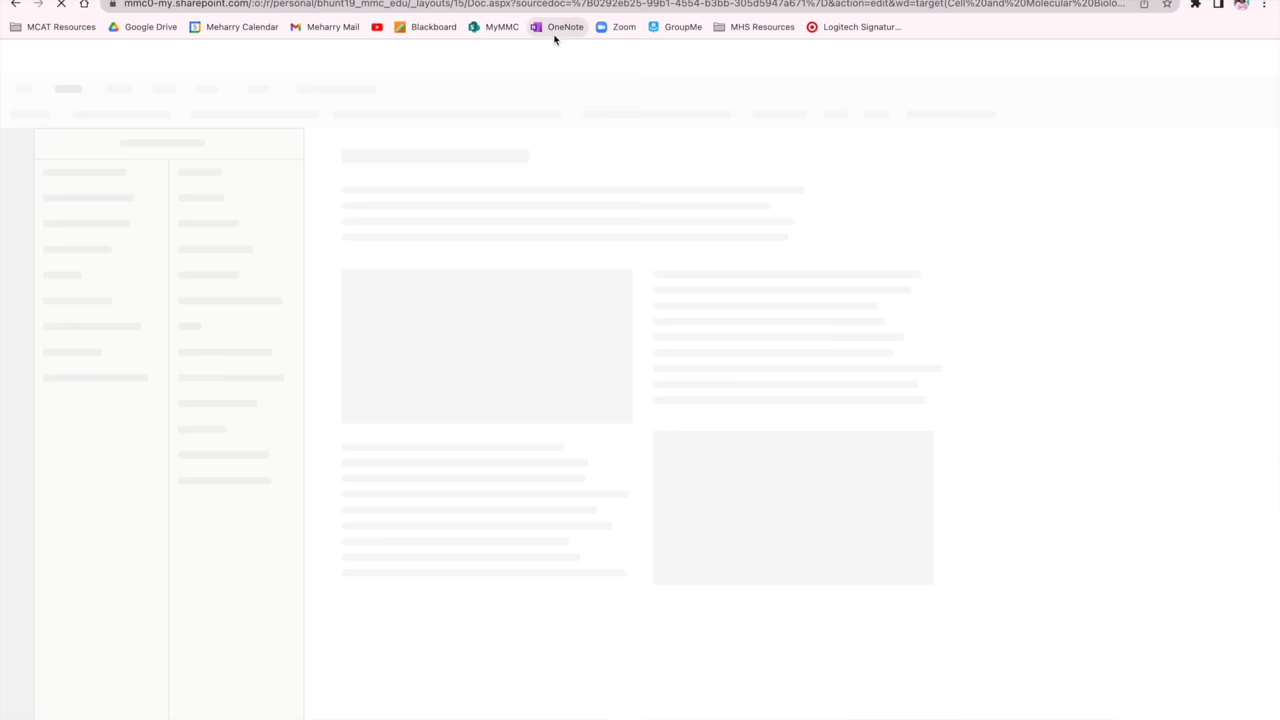 mmc0-my.sharepoint.com/:o:/r/personal/bhunt19_mmc_edu/_layouts/15/Doc.aspx?sourcedoc=%7B0292eb25-99b1-4554-b3bb-305d5947a671%7D&action=edit&wd=target(Cell%20and%20Molecular%20Biolo...
MCAT Resources Google Drive Meharry Calendar Meharry Mail Blackboard MyMMC OneNote Zoom GroupMe MHS Resources Logitech Signatur...